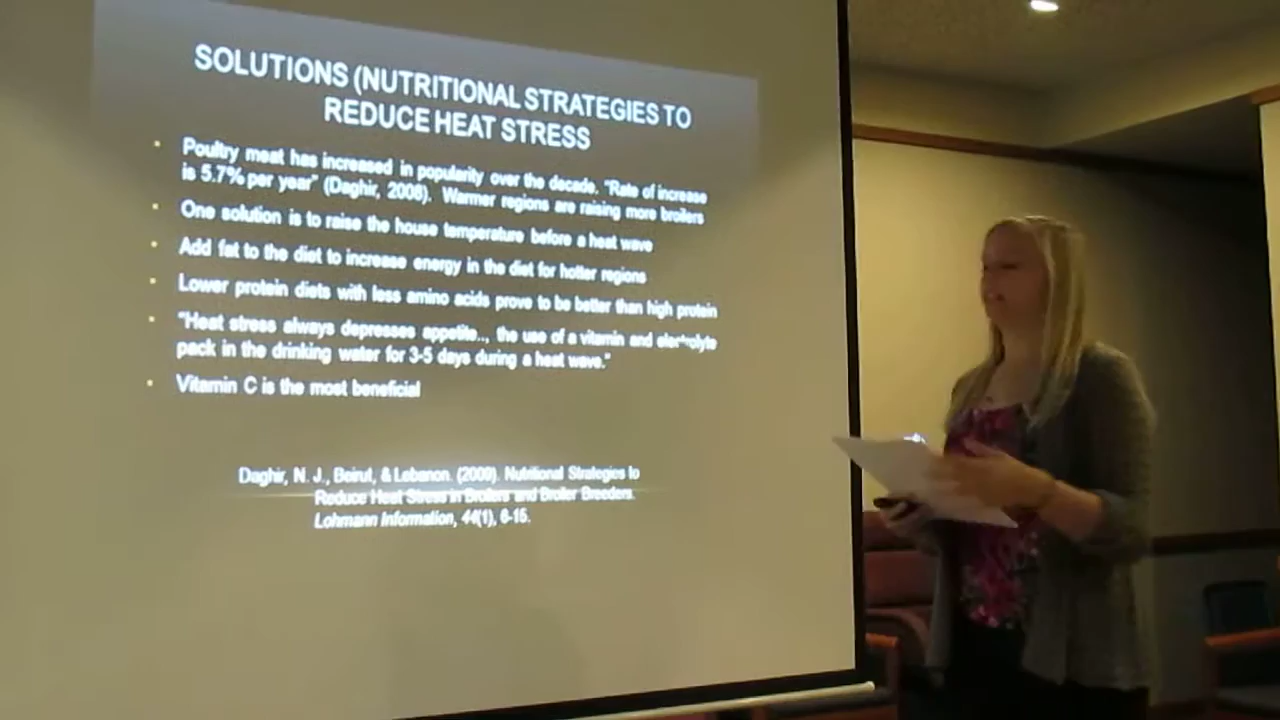 SOLUTIONS (NUTRITIONAL STRATEGIES TO
REDUCE HEAT STRESS
• Poultry meat has increased in popularity over the decade. "Rate of increase
is 5.7% per year" (Daghir, 2008). Warmer regions are raising more broilers
• One solution is to raise the house temperature before a heat wave
• Add fat to the diet to increase energy in the diet for hotter regions
• Lower protein diets with less amino acids prove to be better than high protein
• "Heat stress always depresses appetite.., the use of a vitamin and electrolyte
pack in the drinking water for 3-5 days during a heat wave."
• Vitamin C is the most beneficial
Daghir, N. J., Beirut, & Lebanon. (2009). Nutritional Strategies to
Reduce Heat Stress in Broilers and Broiler Breeders.
Lohmann Information, 44(1), 6-15.